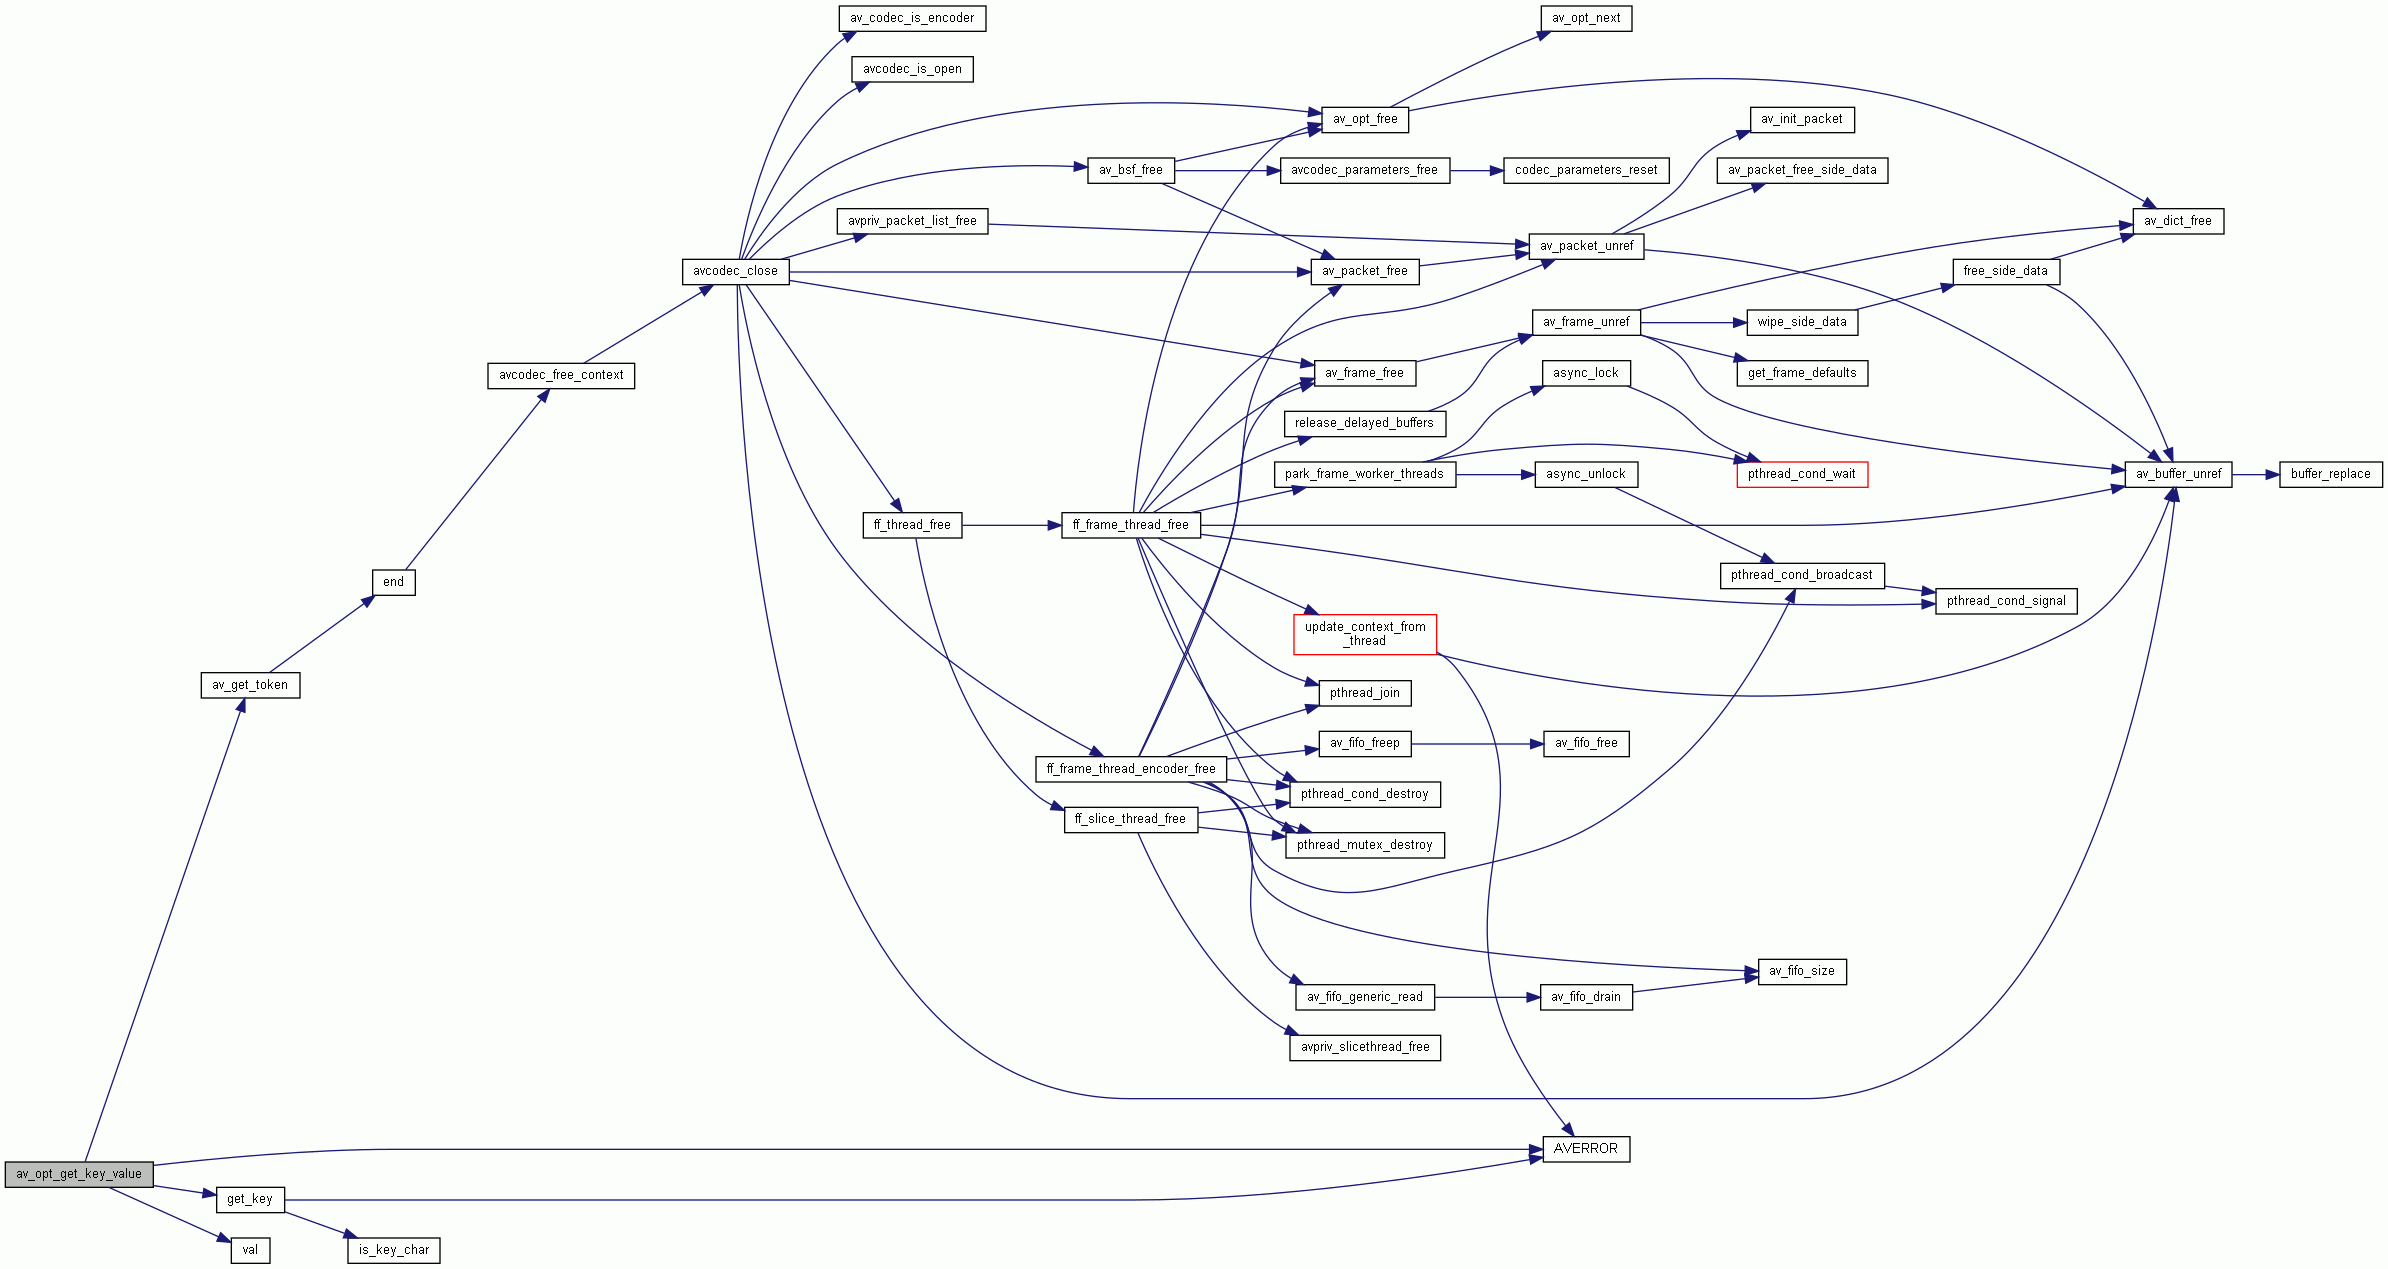 av_codec_is_encoder
av_opt_next
avcodec_is_open
av_opt_free
av_init_packet
av_bsf_free
avcodec_parameters_free
codec_parameters_reset
av_packet_free_side_data
avpriv_packet_list_free
av_dict_free
av_packet_unref
avcodec_close
av_packet_free
free_side_data
av_frame_unref
wipe_side_data
avcodec_free_context
av_frame_free
async_lock
get_frame_defaults
release_delayed_buffers
park_frame_worker_threads
async_unlock
pthread_cond_wait
av_buffer_unref
buffer_replace
ff_thread_free
ff_frame_thread_free
end
pthread_cond_broadcast
pthread_cond_signal
update_context_from
_thread
av_get_token
pthread_join
av_fifo_freep
av_fifo_free
ff_frame_thread_encoder_free
pthread_cond_destroy
ff_slice_thread_free
pthread_mutex_destroy
av_fifo_size
av_fifo_generic_read
av_fifo_drain
avpriv_slicethread_free
AVERROR
av_opt_get_key_value
get_key
val
is_key_char